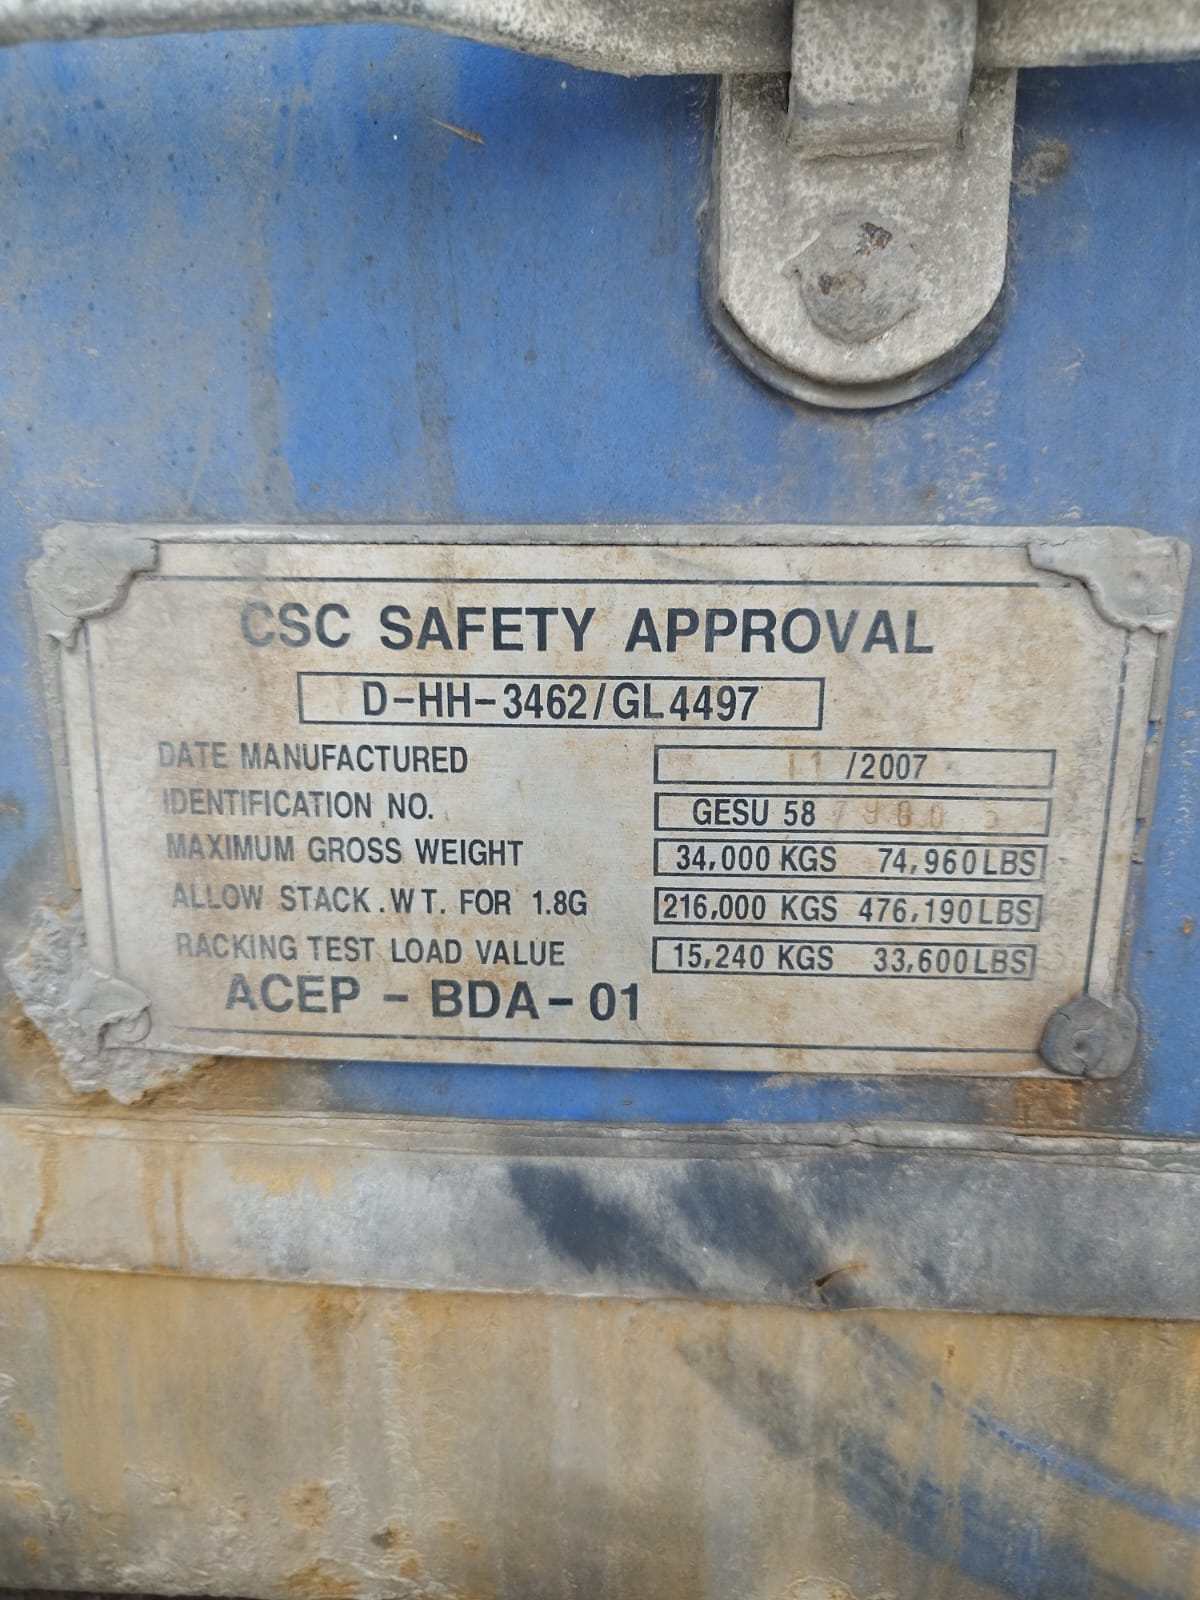 CSC SAFETY APPROVAL
D-HH-3462/GL4497
DATE MANUFACTURED 11/2007
IDENTIFICATION NO. GESU 587900 5
MAXIMUM GROSS WEIGHT 34,000 KGS 74,960 LBS
ALLOW STACK.WT. FOR 1.8G 216,000 KGS 476,190 LBS
RACKING TEST LOAD VALUE 15,240 KGS 33,600 LBS
ACEP - BDA-01